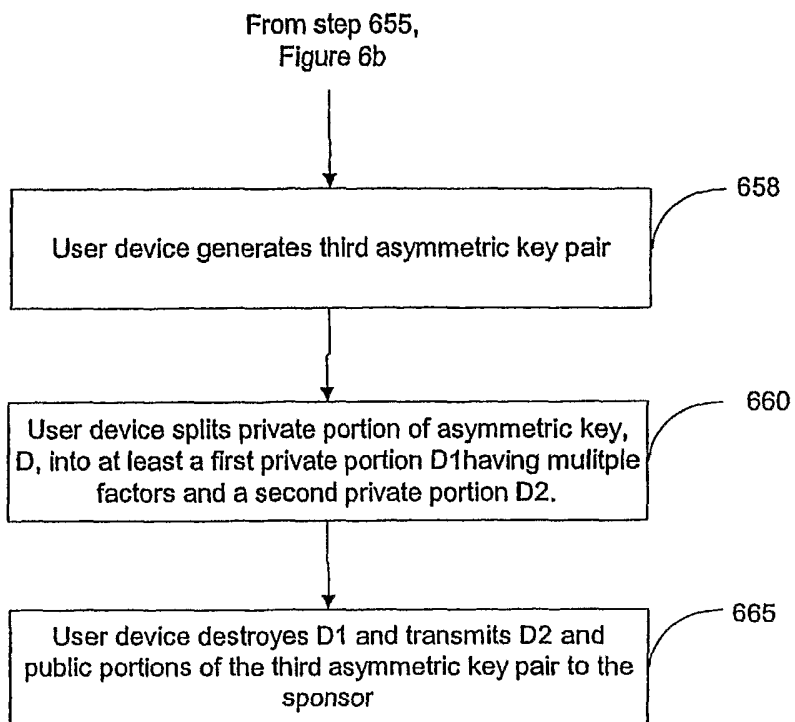 From step 655,
Figure 6b
658
User device generates third asymmetric key pair
660
User device splits private portion of asymmetric key,
D, into at least a first private portion D1having mulitple
factors and a second private portion D2.
665
User device destroyes D1 and transmits D2 and
public portions of the third asymmetric key pair to the
sponsor